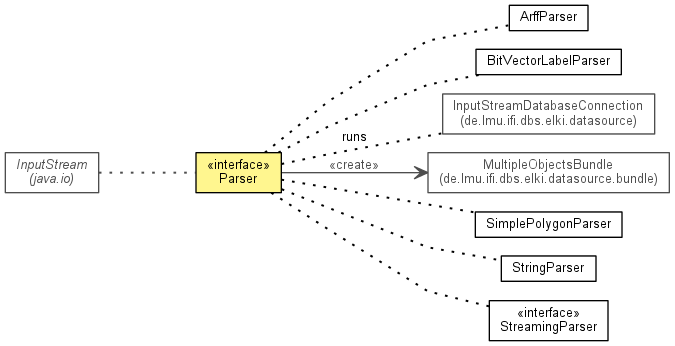 ArffParser
BitVectorLabelParser
InputStreamDatabaseConnection
(de.lmu.ifi.dbs.elki.datasource)
runs
InputStream
(java.io)
«interface»
Parser
«create»
MultipleObjectsBundle
(de.lmu.ifi.dbs.elki.datasource.bundle)
SimplePolygonParser
StringParser
«interface»
StreamingParser